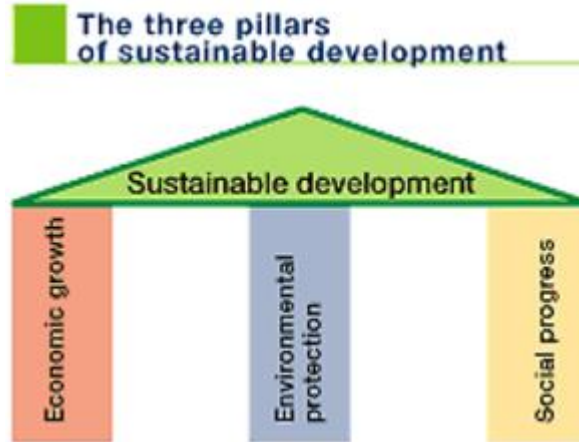 The three pillars
of sustainable development
Sustainable development
Economic growth
Environmental
protection
Social progress